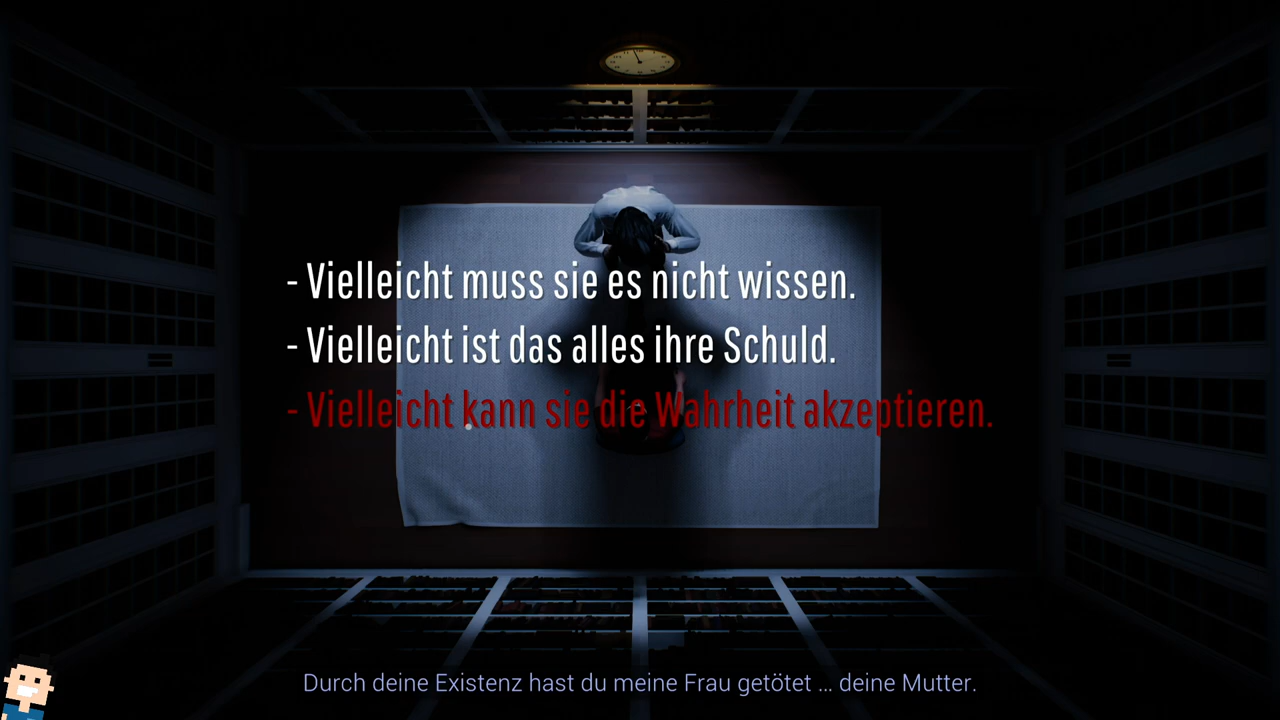 - Vielleicht muss sie es nicht wissen.
- Vielleicht ist das alles ihre Schuld.
- Vielleicht kann sie die Wahrheit akzeptieren.
Durch deine Existenz hast du meine Frau getötet ... deine Mutter.